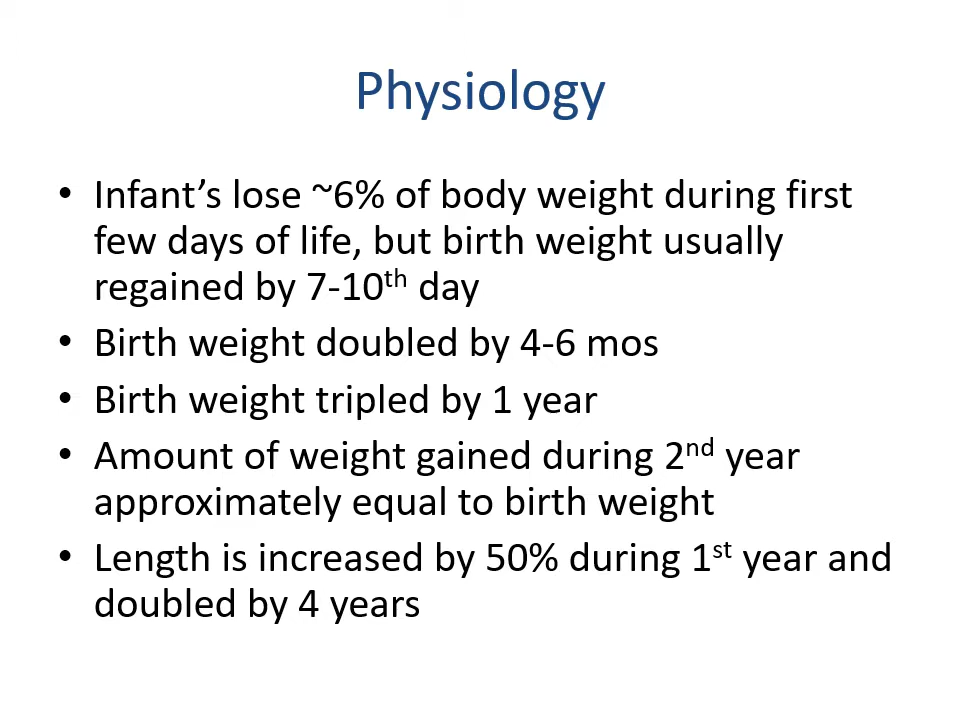 Physiology
• Infant’s lose ~6% of body weight during first
few days of life, but birth weight usually
regained by 7-10th day
• Birth weight doubled by 4-6 mos
• Birth weight tripled by 1 year
• Amount of weight gained during 2nd year
approximately equal to birth weight
• Length is increased by 50% during 1st year and
doubled by 4 years